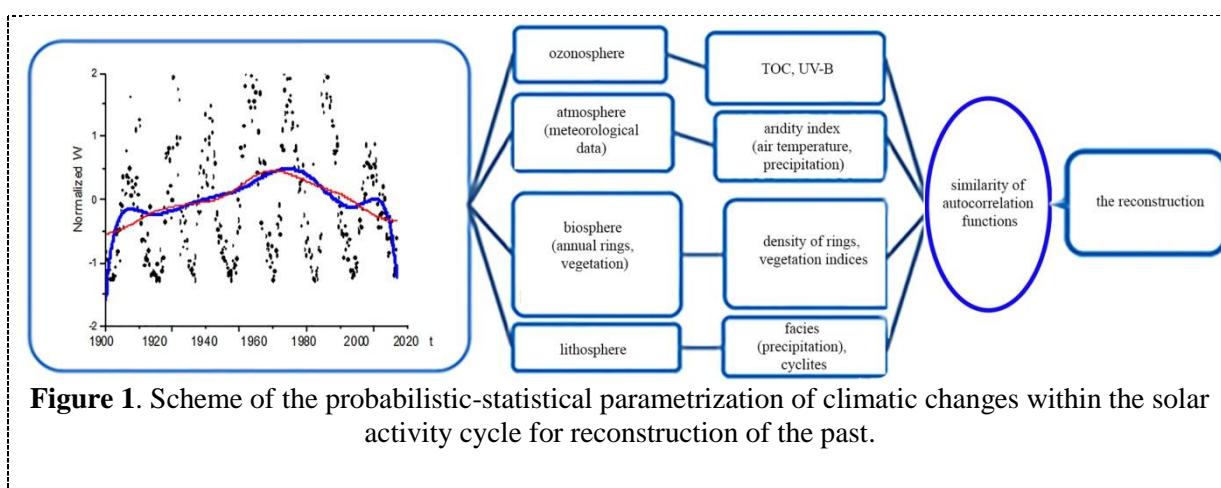 2
1
0
-1
-2
Normalized W
1900 1920 1940 1960 1980 2000 2020 t
ozonosphere
TOC, UV-B
atmosphere
(meteorological
data)
aridity index
(air temperature,
precipitation)
biosphere
(annual rings,
vegetation)
density of rings,
vegetation indices
lithosphere
facies
(precipitation),
cyclites
similarity of
autocorrelation
functions
the reconstruction
Figure 1. Scheme of the probabilistic-statistical parametrization of climatic changes within the solar
activity cycle for reconstruction of the past.